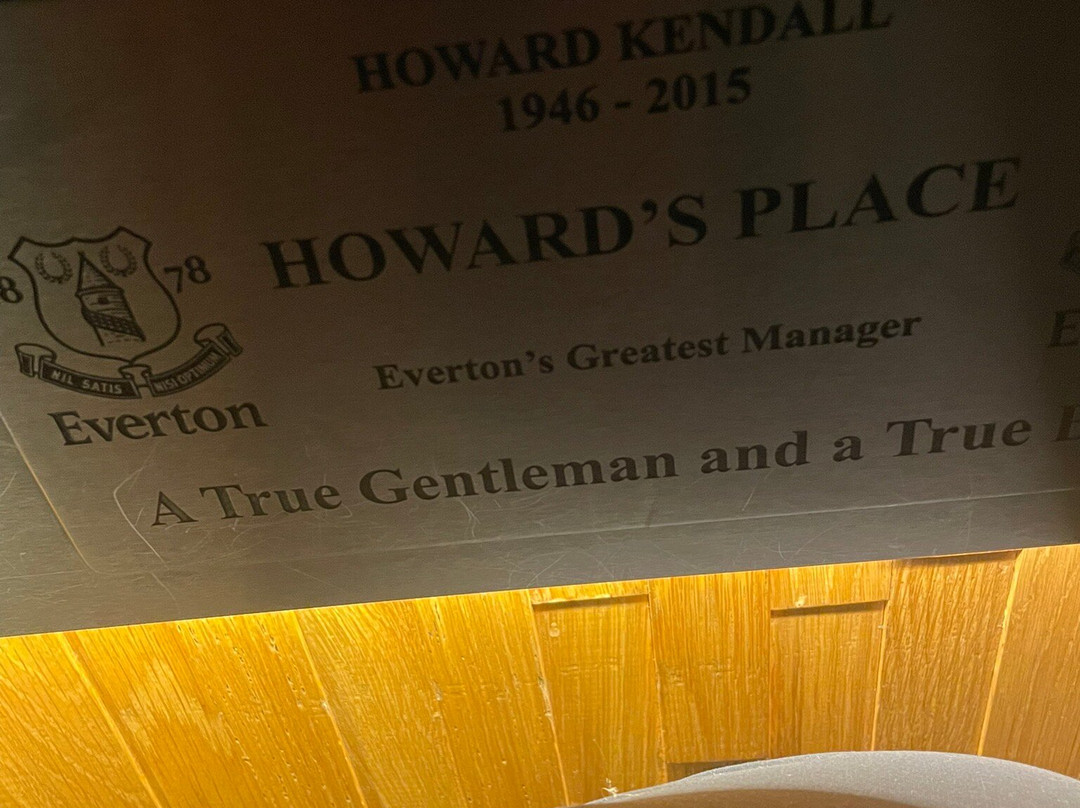 HOWARD KENDALL
1946 - 2015
HOWARD'S PLACE
78
NIL SATIS NISI OPTIMUM
Everton
Everton's Greatest Manager
A True Gentleman and a True